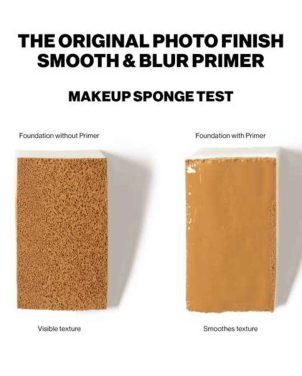 THE ORIGINAL PHOTO FINISH
SMOOTH & BLUR PRIMER
MAKEUP SPONGE TEST
Foundation without Primer
Foundation with Primer
Visible texture
Smoothes texture